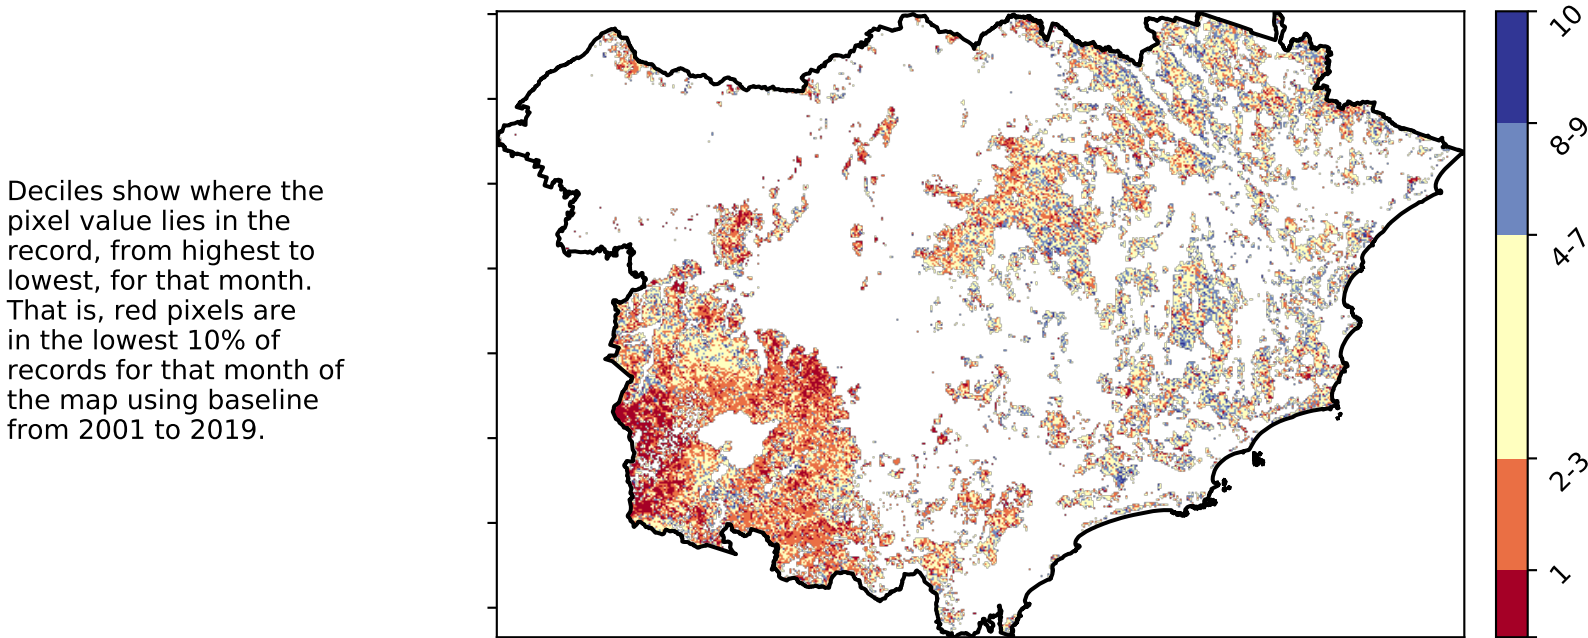 Deciles show where the
pixel value lies in the
record, from highest to
lowest, for that month.
That is, red pixels are
in the lowest 10% of
records for that month of
the map using baseline
from 2001 to 2019.
10
8-9
4-7
2-3
1